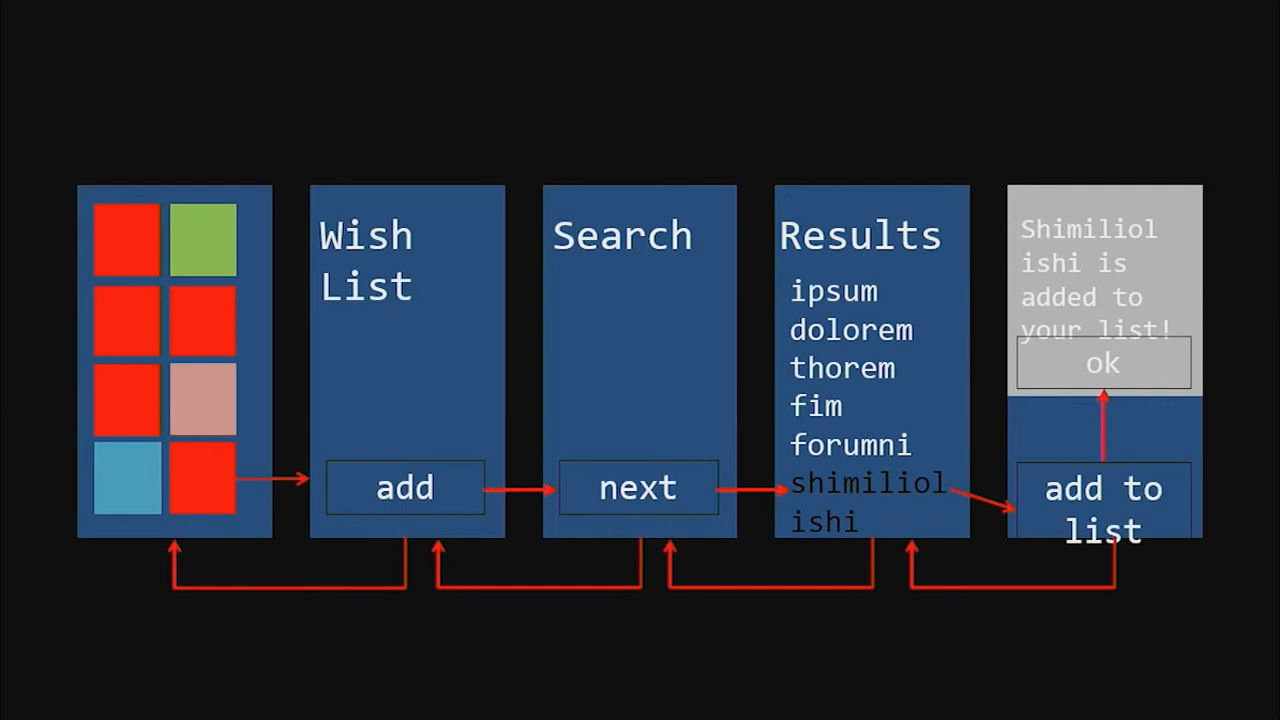 Wish
List
add
Search
next
Results
ipsum
dolorem
thorem
fim
forumni
shimiliol
ishi
Shimiliol
ishi is
added to
your list!
ok
add to
list